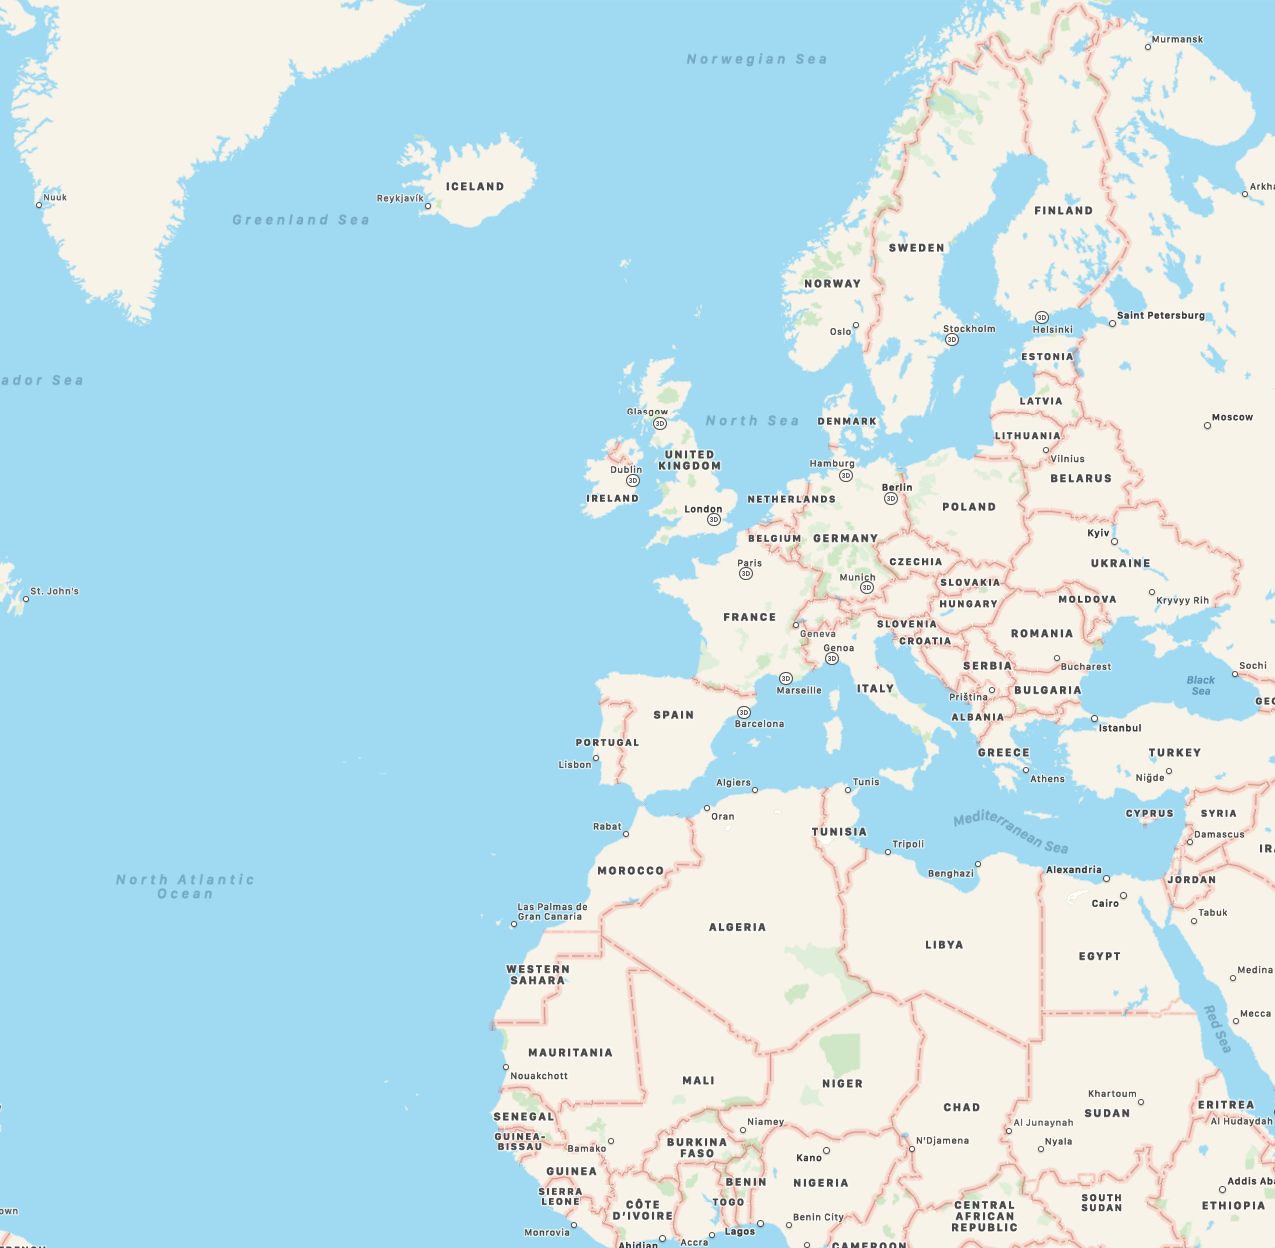 Murmansk
Norwegian Sea
ICELAND
Arkha
Nuuk
Reykjavík
FINLAND
Greenland Sea
SWEDEN
NORWAY
Saint Petersburg
Oslo
Stockholm
3D
3D
Helsinki
ESTONIA
ador Sea
LATVIA
Glasgow
3D
North Sea
DENMARK
Moscow
LITHUANIA
Vilnius
UNITED
KINGDOM
Hamburg
3D
Dublin
3D
BELARUS
IRELAND
NETHERLANDS
Berlin
3D
London
3D
POLAND
Kyiv
BELGIUM
GERMANY
UKRAINE
Paris
3D
CZECHIA
Munich
3D
SLOVAKIA
St. John's
HUNGARY
MOLDOVA
Kryvyy Rih
FRANCE
SLOVENIA
Geneva
CROATIA
ROMANIA
Genoa
3D
SERBIA
Bucharest
Sochi
3D
Marseille
ITALY
Priština
BULGARIA
Black
Sea
GEO
SPAIN
3D
Barcelona
ALBANIA
Istanbul
PORTUGAL
Lisbon
GREECE
Athens
TURKEY
Niğde
Algiers
Tunis
Oran
CYPRUS
SYRIA
Mediterranean Sea
Rabat
TUNISIA
Damascus
Tripoli
IRA
MOROCCO
Benghazi
Alexandria
JORDAN
North Atlantic
Ocean
Cairo
Las Palmas de
Gran Canaria
Tabuk
ALGERIA
LIBYA
EGYPT
WESTERN
SAHARA
Medina
Mecca
Red Sea
MAURITANIA
Nouakchott
MALI
NIGER
Khartoum
CHAD
SUDAN
ERITREA
SENEGAL
Niamey
Al Junaynah
Al Hudaydah
GUINEA-
BISSAU
Bamako
BURKINA
FASO
N'Djamena
Nyala
Kano
GUINEA
BENIN
NIGERIA
Addis Aba
SIERRA
LEONE
TOGO
CÔTE
D'IVOIRE
CENTRAL
AFRICAN
REPUBLIC
SOUTH
SUDAN
ETHIOPIA
own
Monrovia
Lagos
Benin City
Abidjan
Accra
CAMEROON